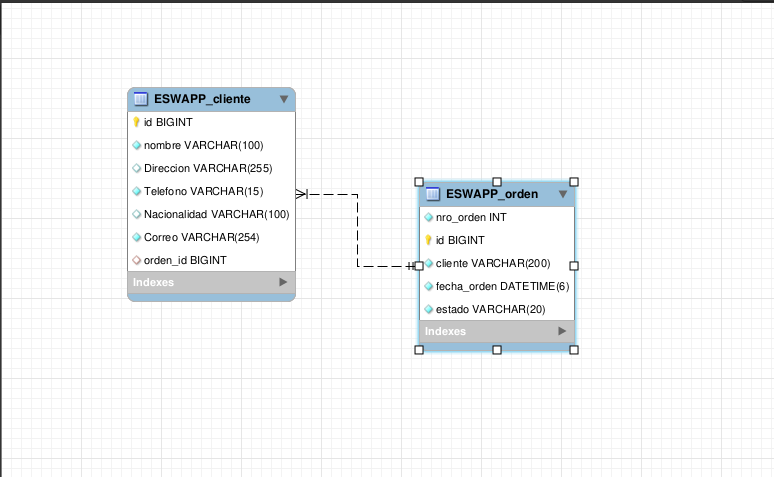 ESWAPP_cliente
id BIGINT
nombre VARCHAR(100)
Direccion VARCHAR(255)
Telefono VARCHAR(15)
Nacionalidad VARCHAR(100)
Correo VARCHAR(254)
orden_id BIGINT
Indexes
ESWAPP_orden
nro_orden INT
id BIGINT
cliente VARCHAR(200)
fecha_orden DATETIME(6)
estado VARCHAR(20)
Indexes